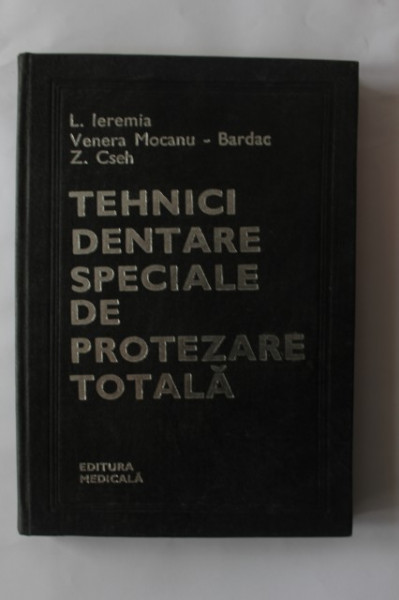 L. Ieremia
Venera Mocanu - Bardac
Z. Cseh
TEHNICI
DENTARE
SPECIALE
DE
PROTEZARE
TOTALĂ
EDITURA
MEDICALĂ